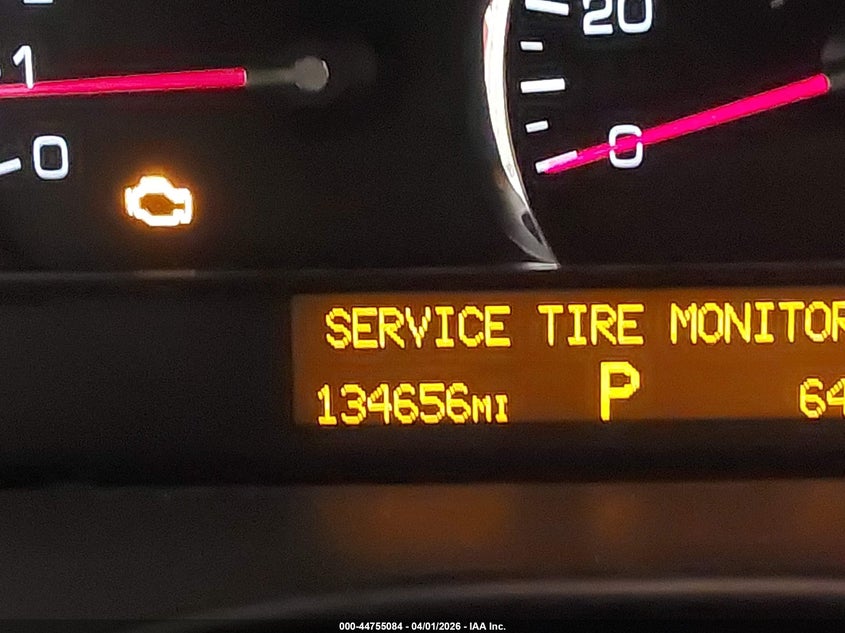 1
20
0
0
SERVICE TIRE MONITOR
134656MI P 64
000-44755084 - 04/01/2026 - IAA Inc.